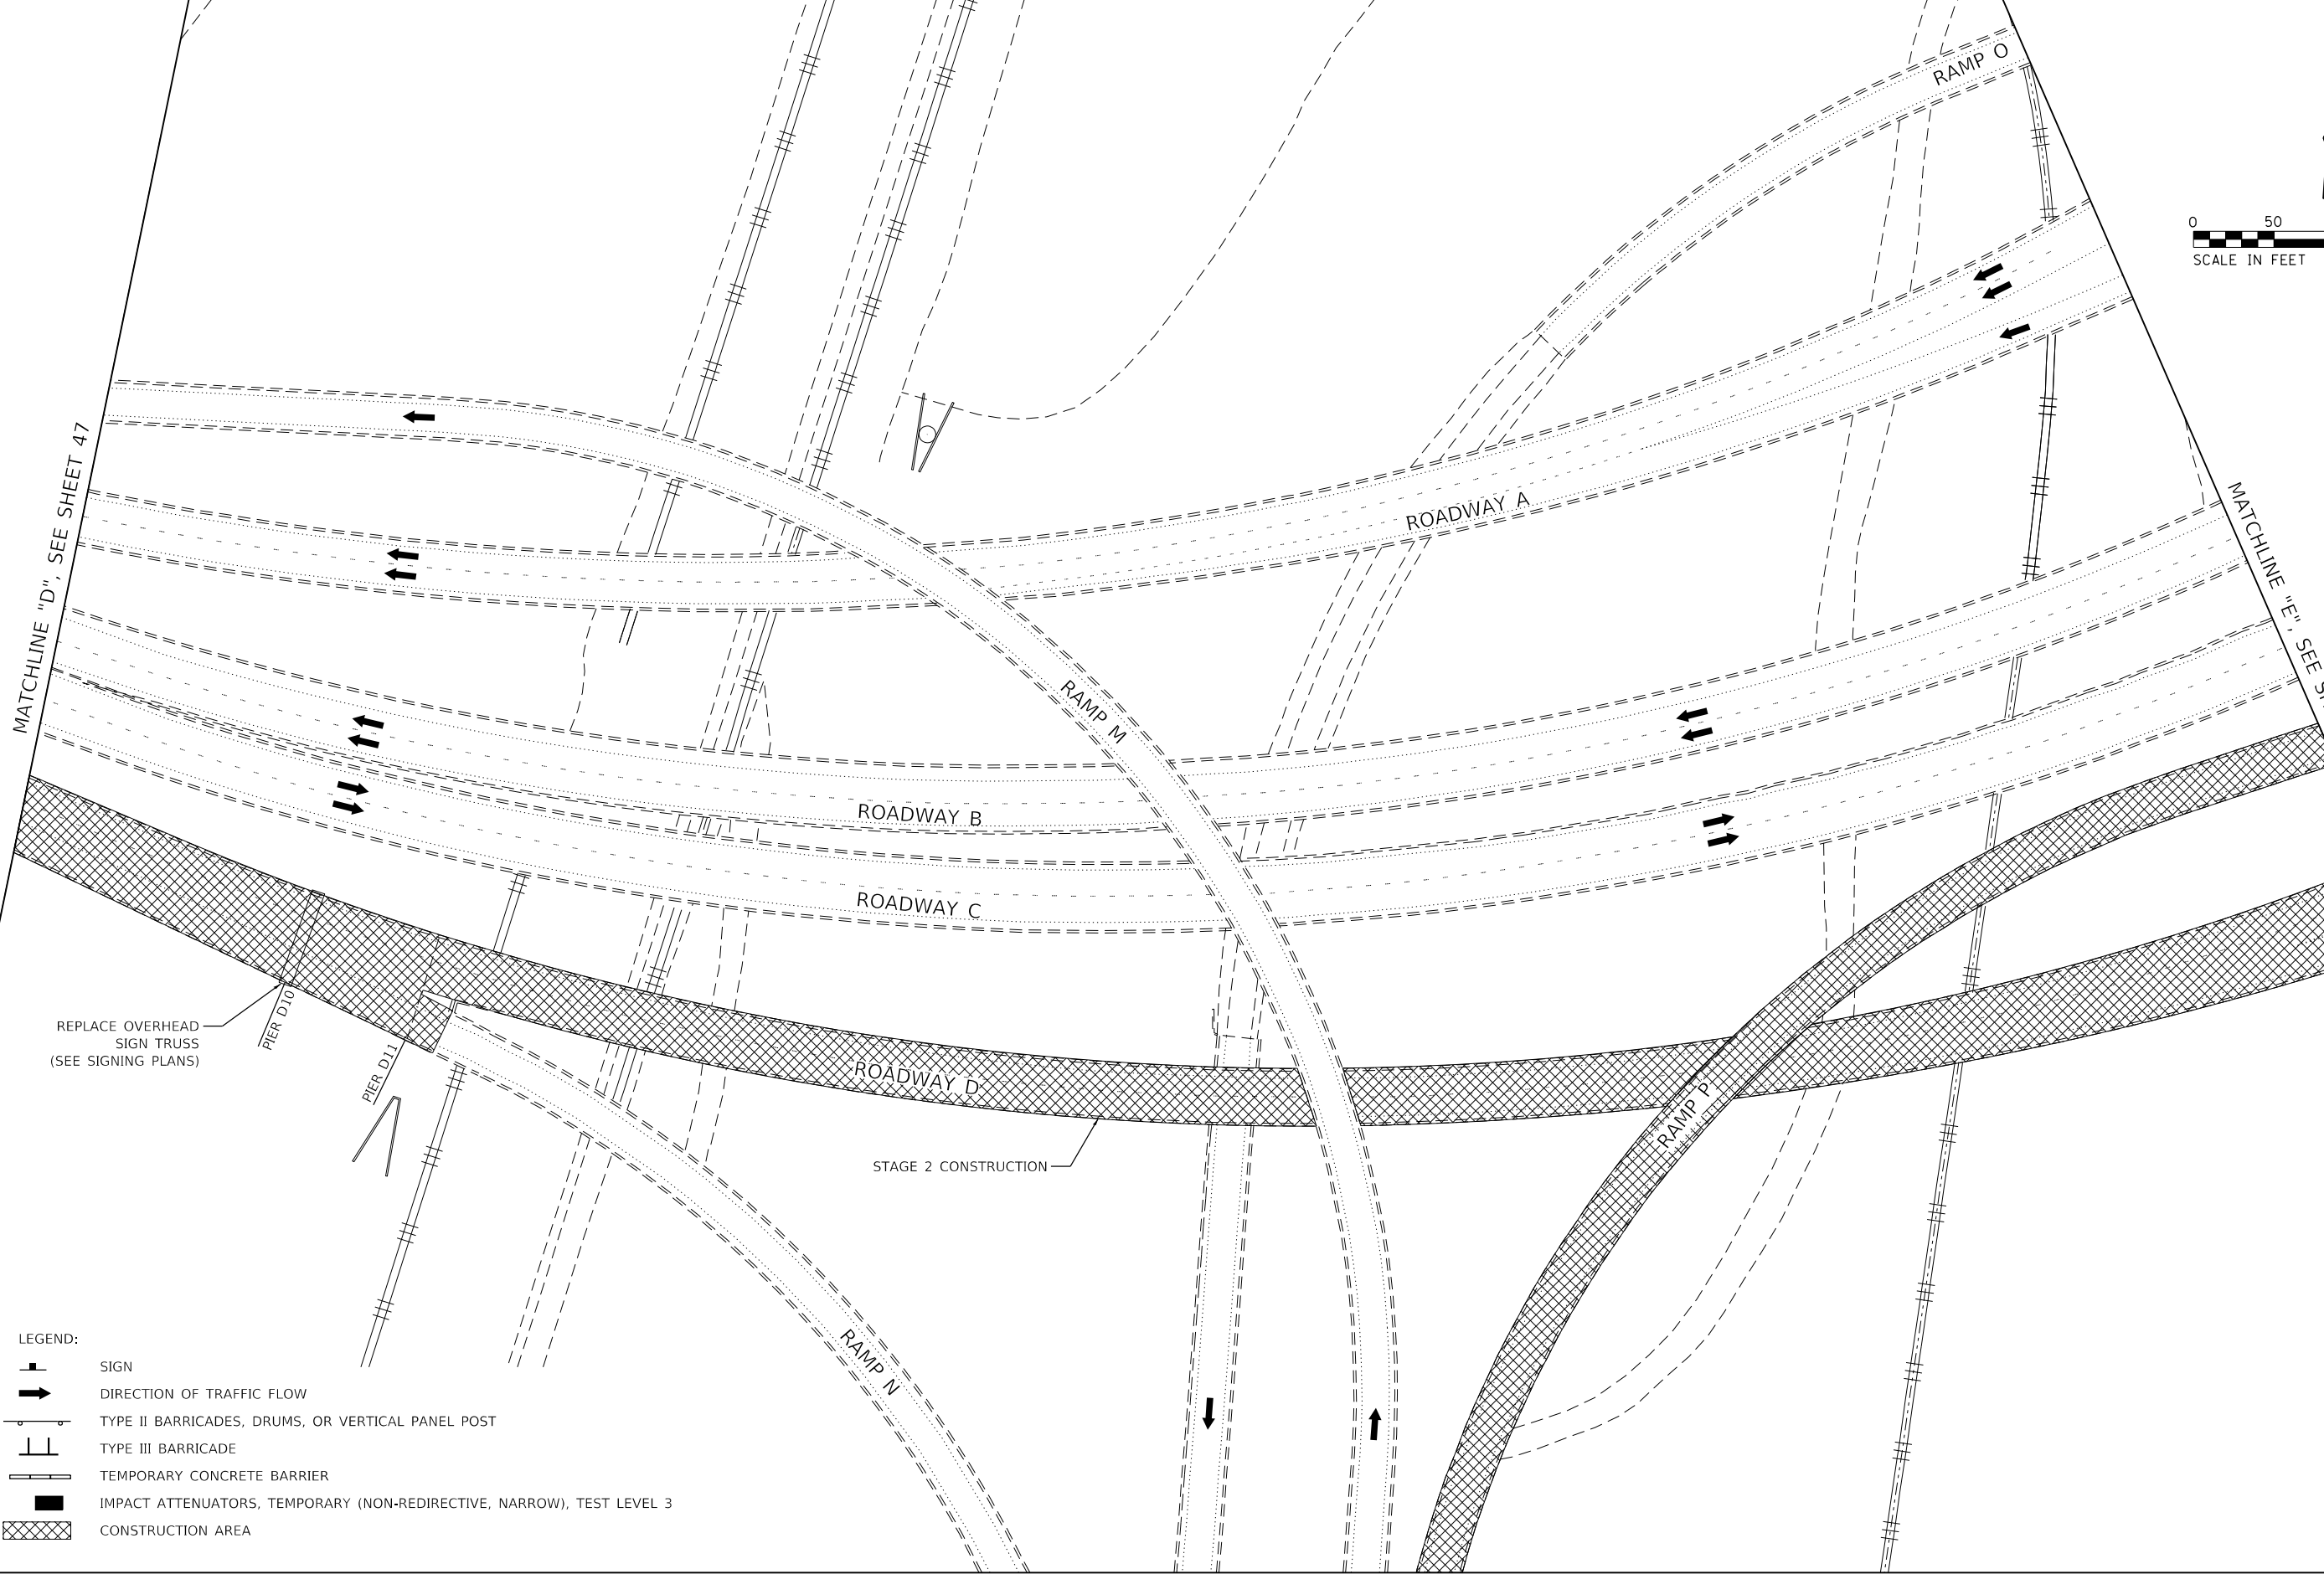 RAMP O
0 50
SCALE IN FEET
MATCHLINE "D", SEE SHEET 47
ROADWAY A
MATCHLINE "E", SEE
RAMP M
ROADWAY B
ROADWAY C
REPLACE OVERHEAD
SIGN TRUSS
(SEE SIGNING PLANS)
PIER D10
PIER D11
ROADWAY D
RAMP P
STAGE 2 CONSTRUCTION
RAMP N
LEGEND:
SIGN
DIRECTION OF TRAFFIC FLOW
TYPE II BARRICADES, DRUMS, OR VERTICAL PANEL POST
TYPE III BARRICADE
TEMPORARY CONCRETE BARRIER
IMPACT ATTENUATORS, TEMPORARY (NON-REDIRECTIVE, NARROW), TEST LEVEL 3
CONSTRUCTION AREA